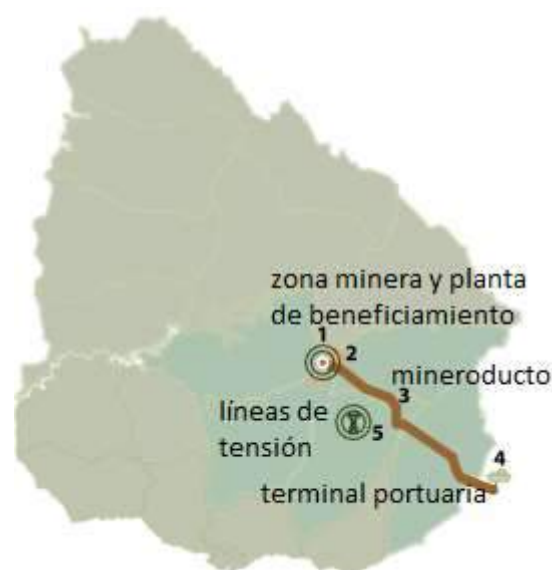 zona minera y planta
de beneficiamiento
1
2
mineroducto
3
líneas de
tensión
5
4
terminal portuaria